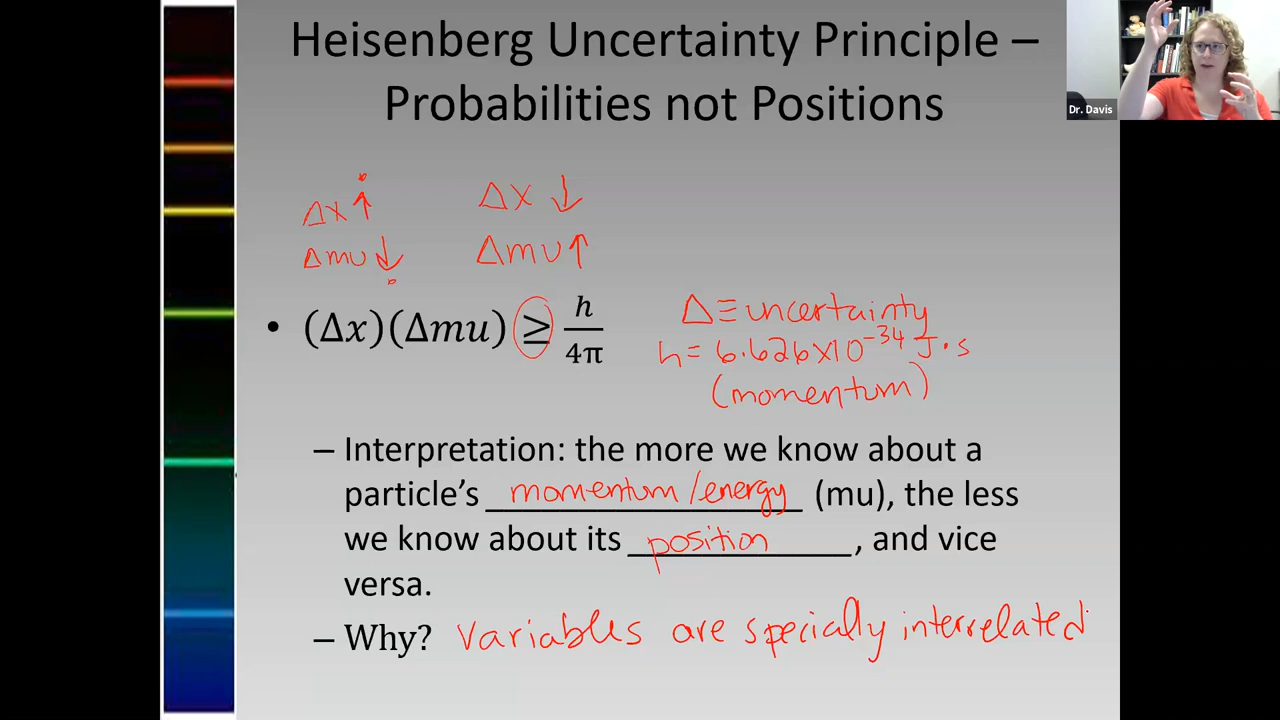 Heisenberg Uncertainty Principle –
Probabilities not Positions
Dr. Davis
Δx ↑ Δx ↓
Δmu ↓ Δmu ↑
• (Δx)(Δmu) ≥ h/4π
Δ ≡ uncertainty
h = 6.626x10^-34 J·s
(momentum)
– Interpretation: the more we know about a
particle's momentum/energy (mu), the less
we know about its position, and vice
versa.
– Why? Variables are specially interrelated